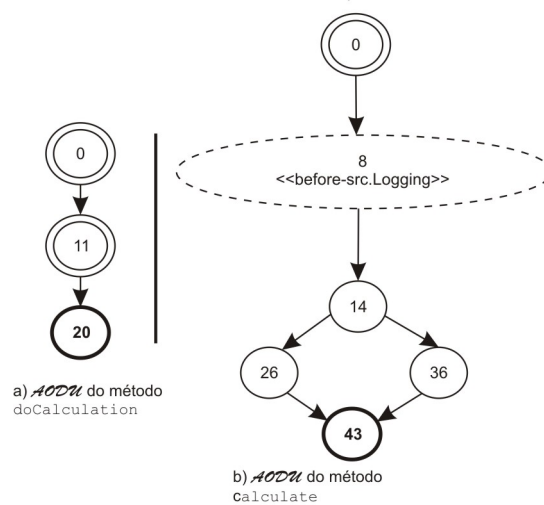 0
11
20
a) AODU do método
doCalculation
0
8
<<before-src.Logging>>
14
26
36
43
b) AODU do método
calculate